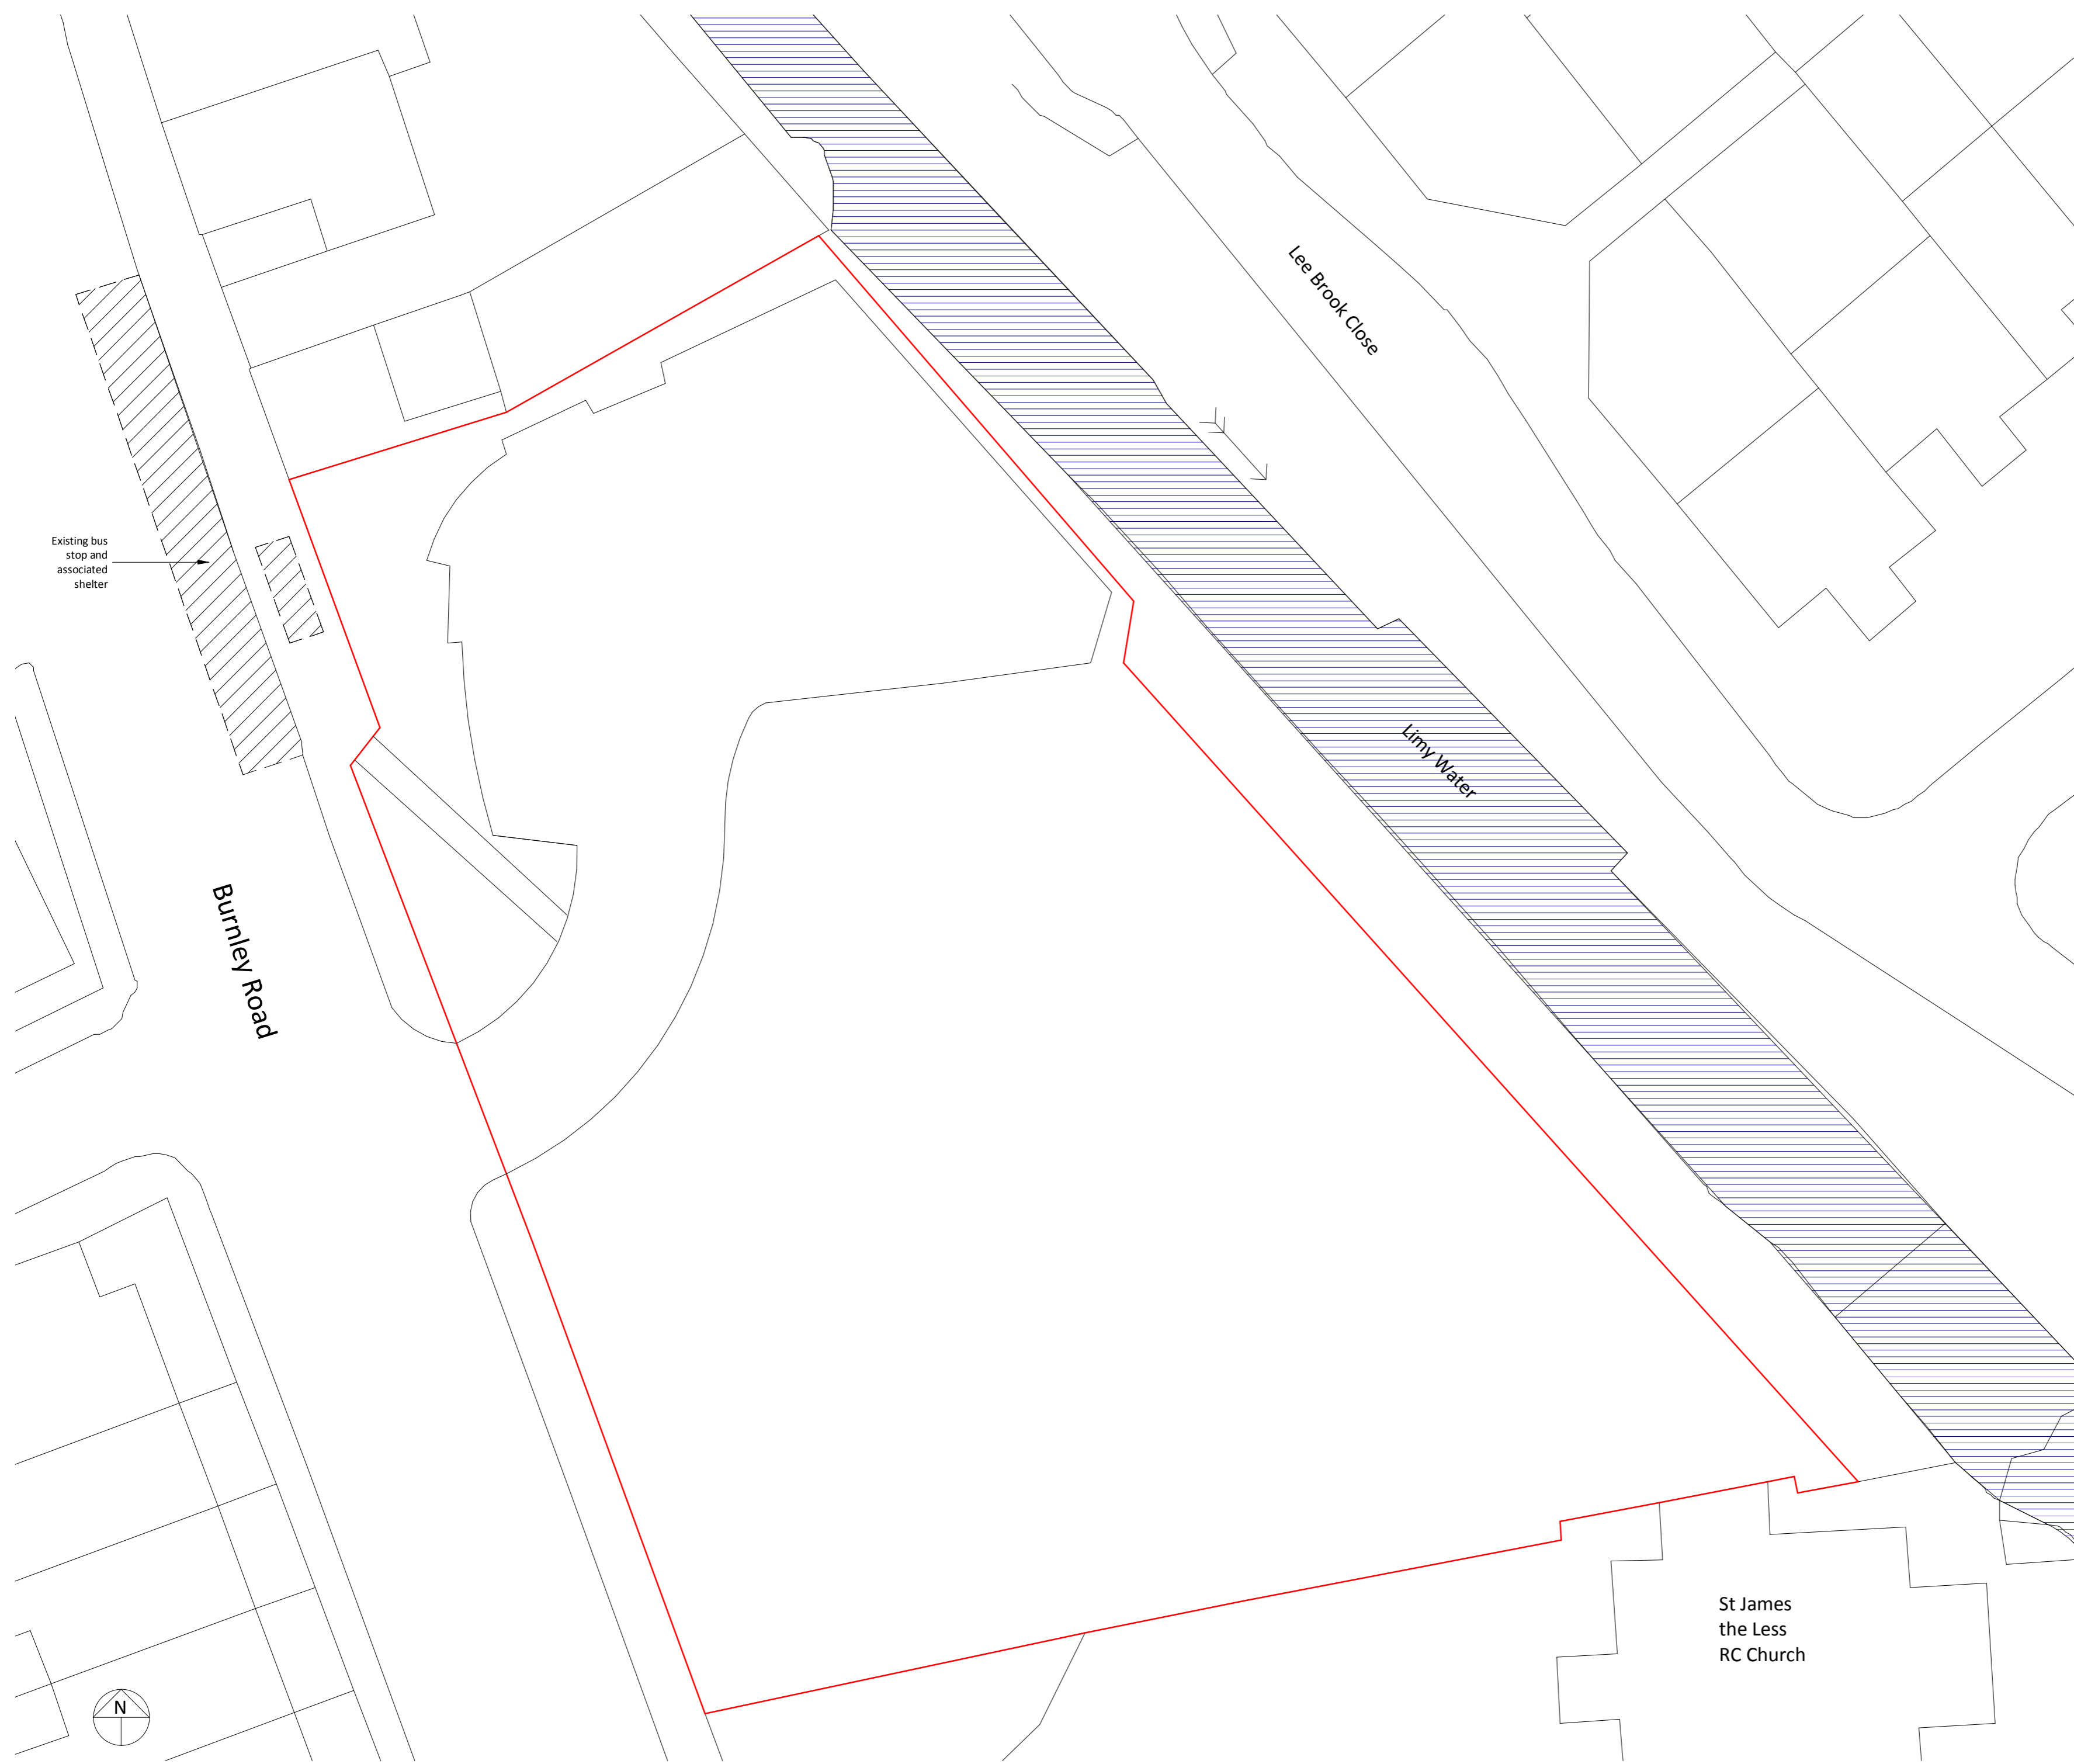 Lee Brook Close
Existing bus
stop and
associated
shelter
Limy Water
Burnley Road
St James
the Less
RC Church
N